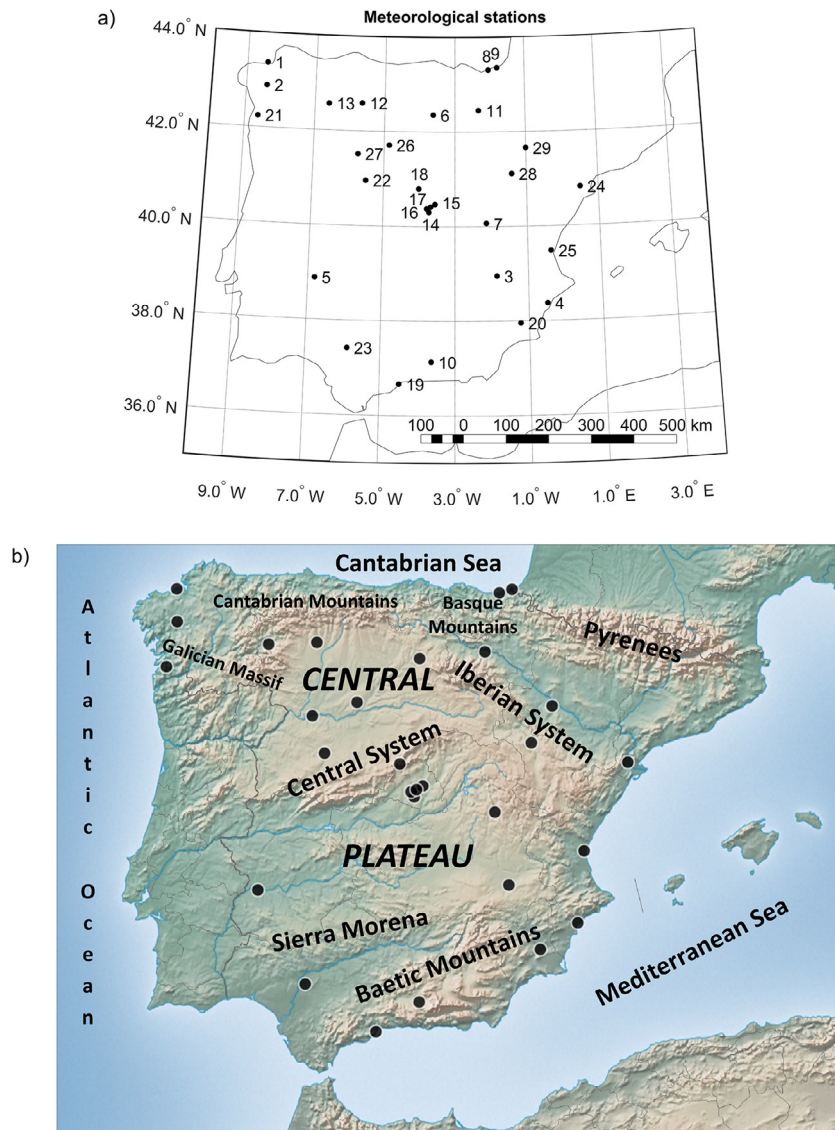 a)
Meteorological stations
44.0° N
42.0° N
40.0° N
38.0° N
36.0° N
1
2
21
13
12
6
11
8 9
26
27
22
18
17
16
15
14
29
28
24
7
25
5
3
4
20
23
10
19
100 0 100 200 300 400 500 km
9.0° W 7.0° W 5.0° W 3.0° W 1.0° W 1.0° E 3.0° E
b)
Cantabrian Sea
Atlantic Ocean
Cantabrian Mountains
Basque
Mountains
Pyrenees
Galician Massif
CENTRAL
Iberian System
Central System
PLATEAU
Sierra Morena
Baetic Mountains
Mediterranean Sea